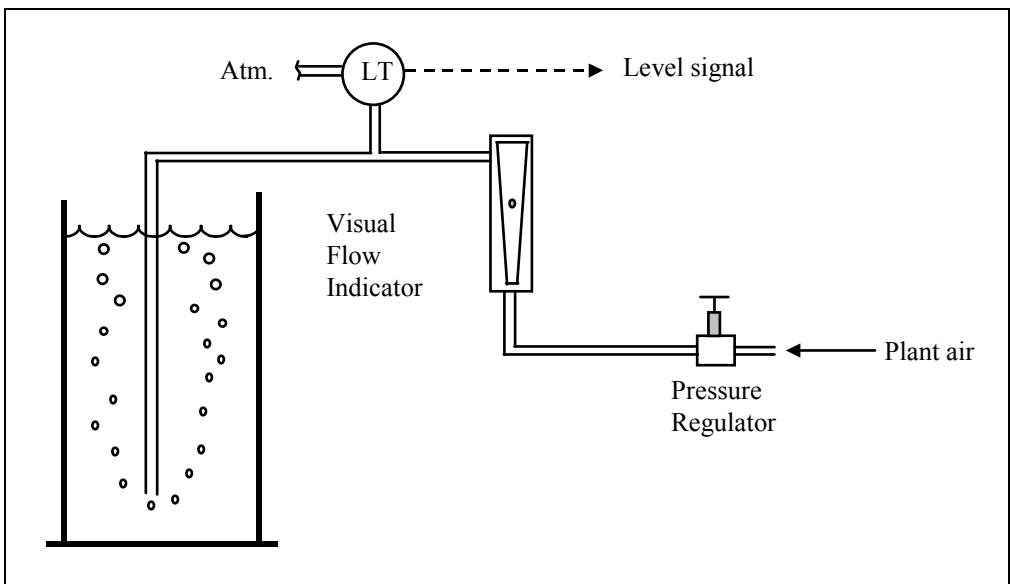 Atm.
LT
Level signal
Visual
Flow
Indicator
Plant air
Pressure
Regulator